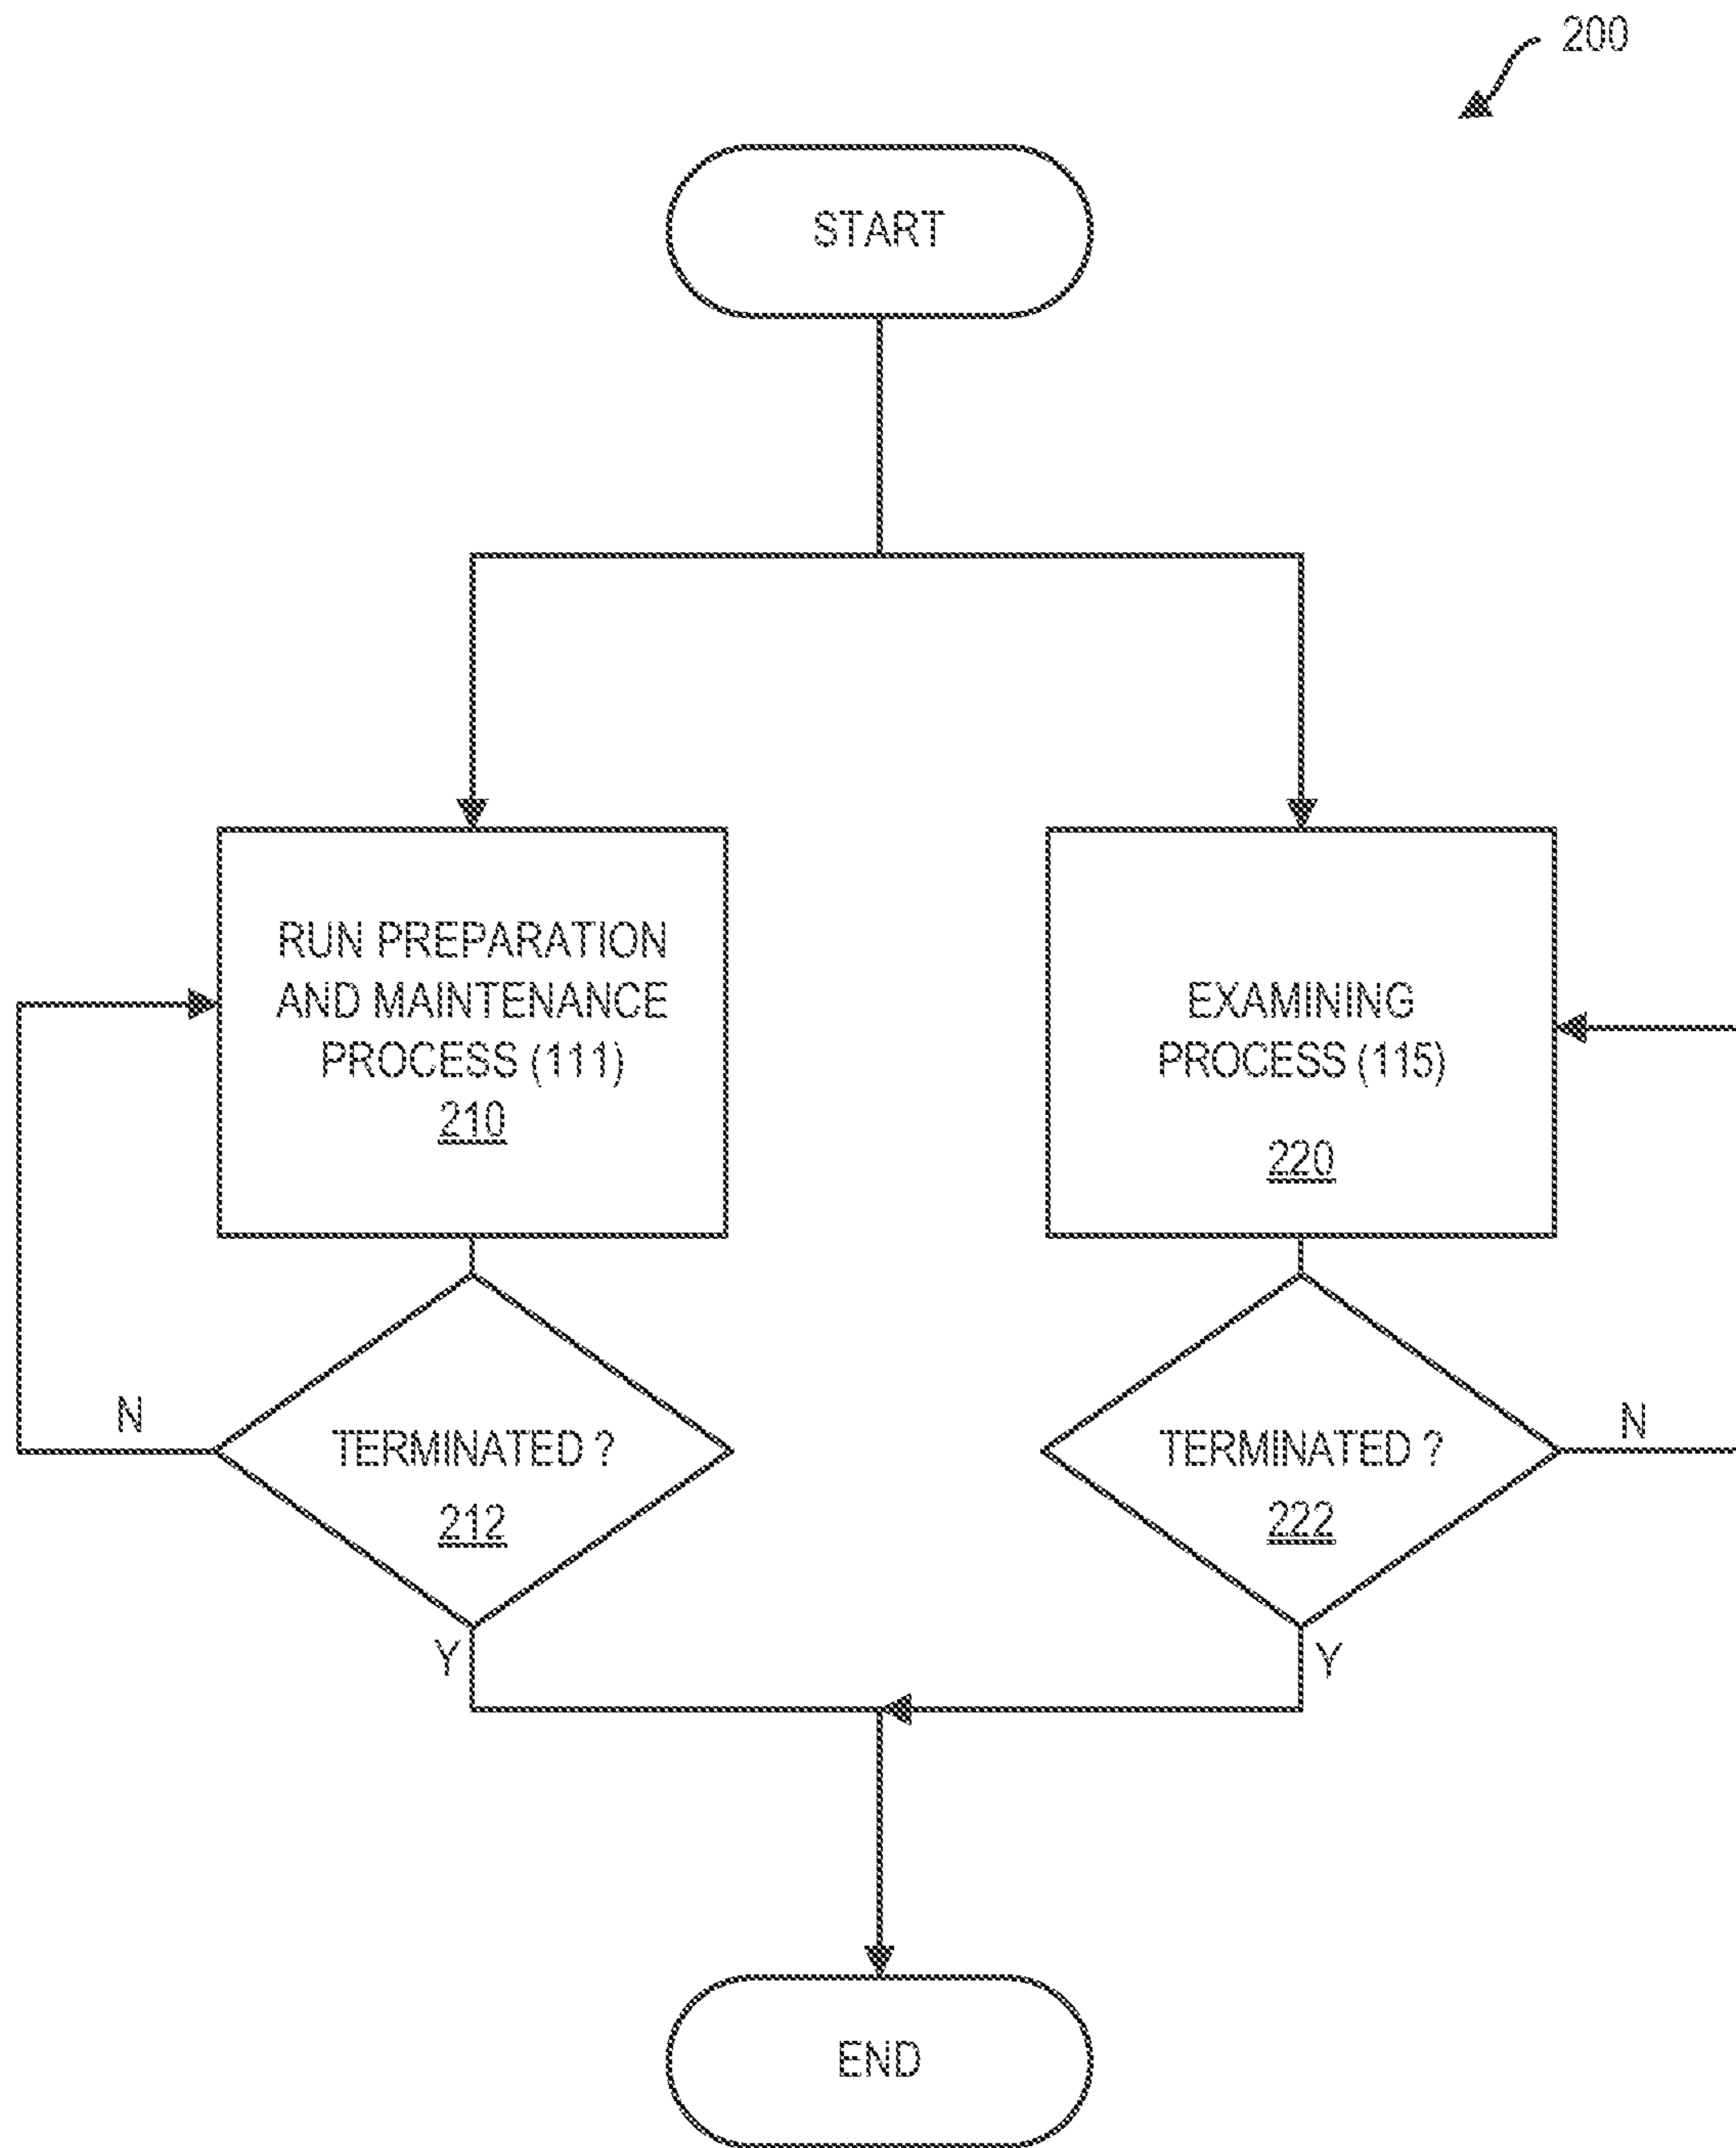 200
START
RUN PREPARATION
AND MAINTENANCE
PROCESS (111)
210
EXAMINING
PROCESS (115)
220
N
TERMINATED ?
212
Y
TERMINATED ?
222
N
Y
END